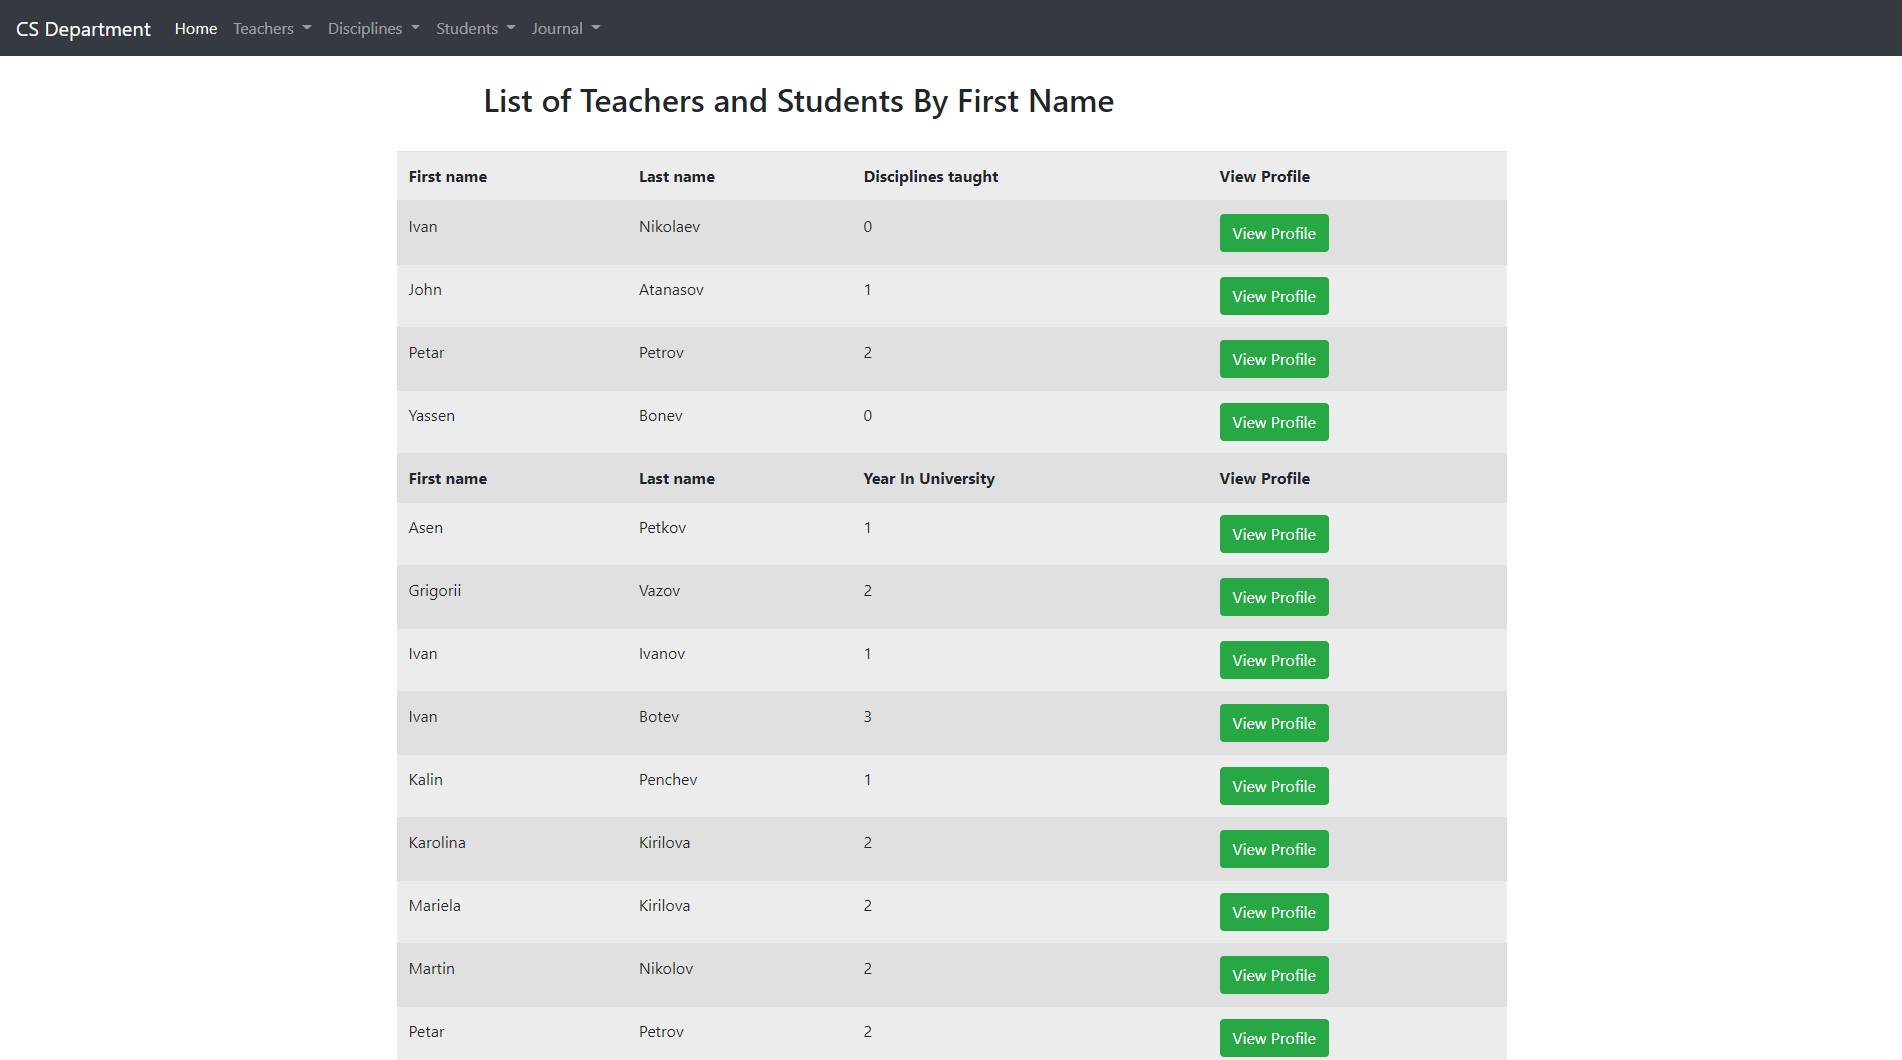 CS Department Home Teachers Disciplines Students Journal
List of Teachers and Students By First Name
First name Last name Disciplines taught View Profile
Ivan Nikolaev 0 View Profile
John Atanasov 1 View Profile
Petar Petrov 2 View Profile
Yassen Bonev 0 View Profile
First name Last name Year In University View Profile
Asen Petkov 1 View Profile
Grigorii Vazov 2 View Profile
Ivan Ivanov 1 View Profile
Ivan Botev 3 View Profile
Kalin Penchev 1 View Profile
Karolina Kirilova 2 View Profile
Mariela Kirilova 2 View Profile
Martin Nikolov 2 View Profile
Petar Petrov 2 View Profile